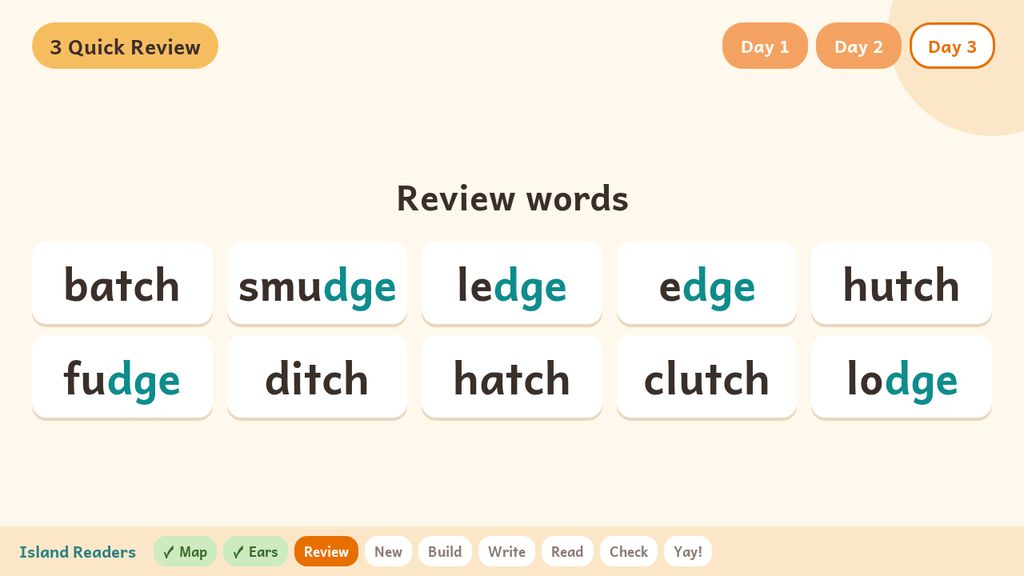 3 Quick Review
Day 1 Day 2 Day 3
Review words
batch smudge ledge edge hutch
fudge ditch hatch clutch lodge
Island Readers ✓ Map ✓ Ears Review New Build Write Read Check Yay!